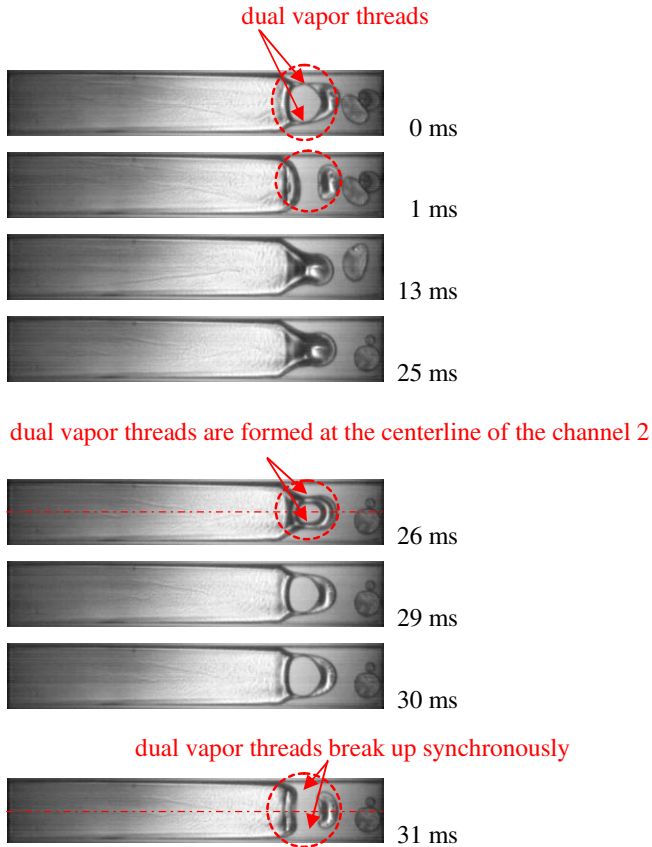 dual vapor threads
0 ms
1 ms
13 ms
25 ms
dual vapor threads are formed at the centerline of the channel 2
26 ms
29 ms
30 ms
dual vapor threads break up synchronously
31 ms